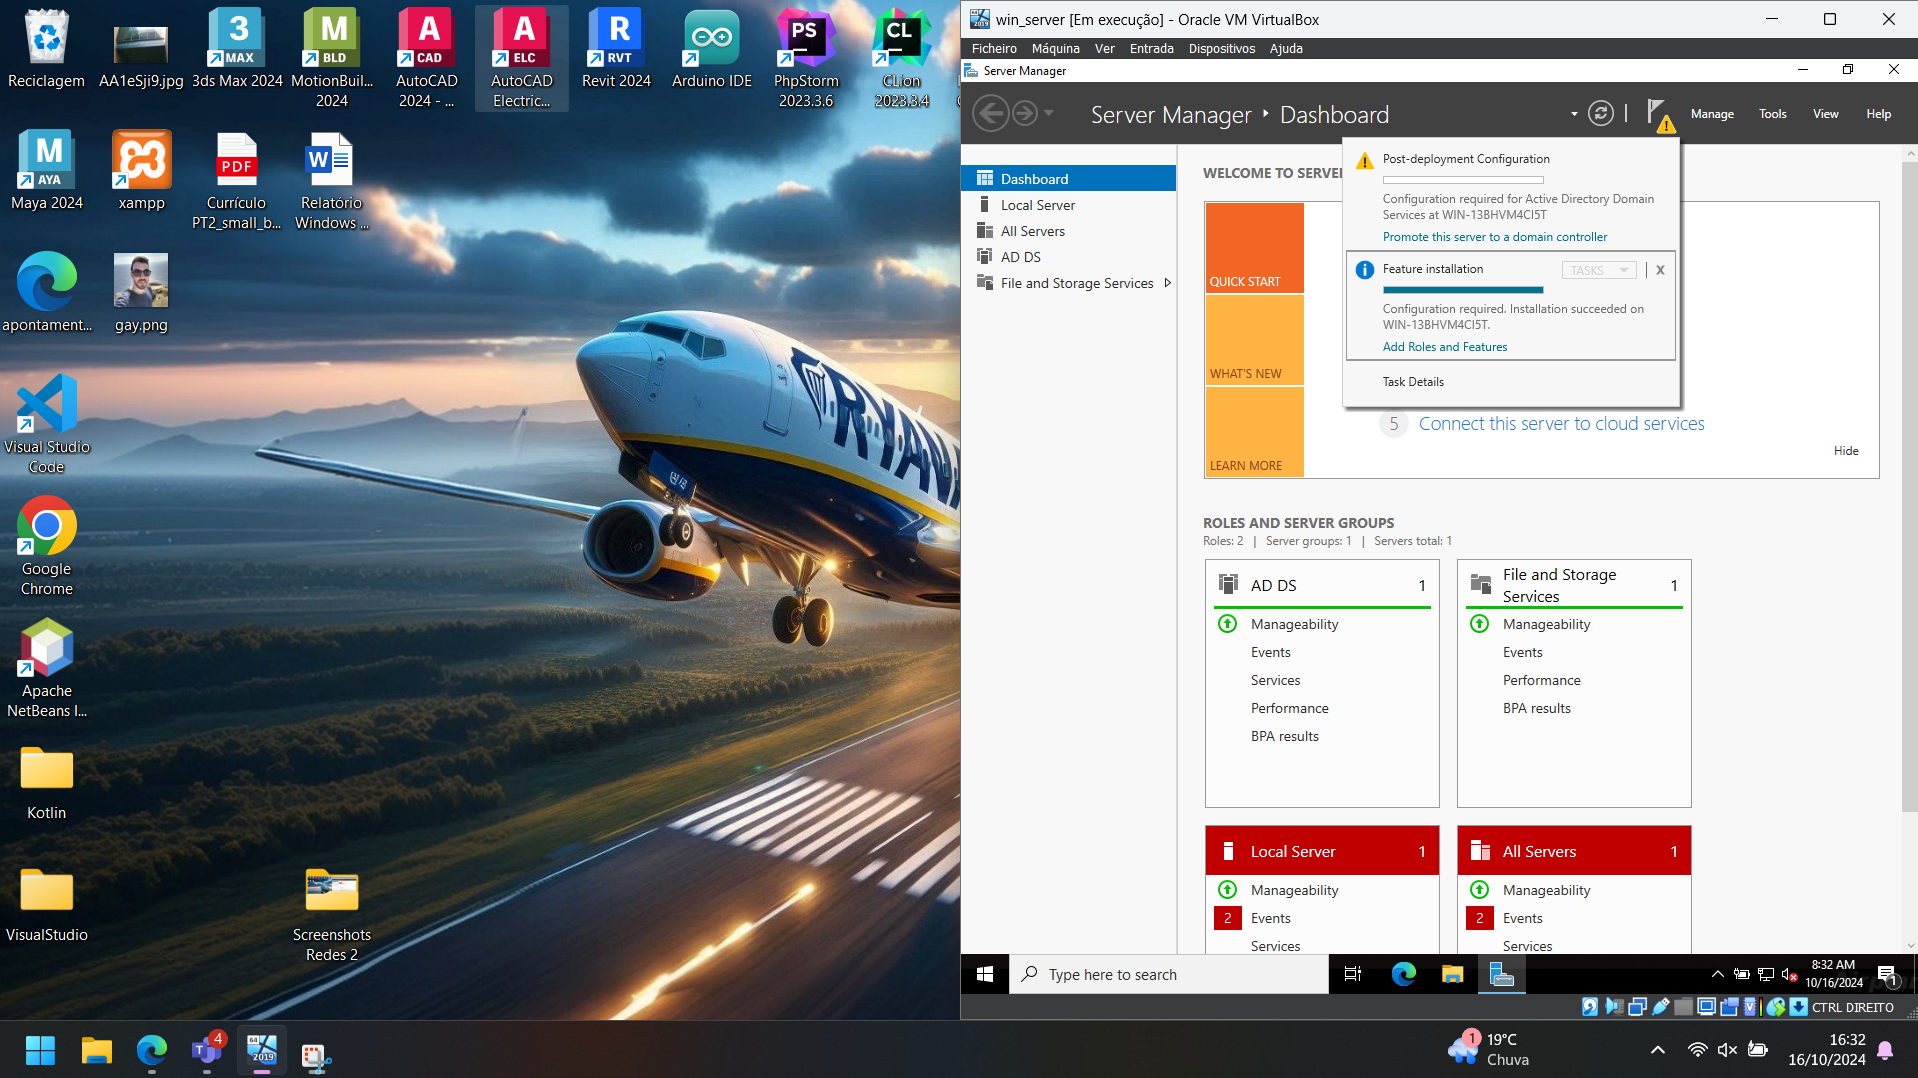 Reciclagem
AA1eSji9.jpg
3
MAX
3ds Max 2024
M
BLD
MotionBuil...
2024
A
CAD
AutoCAD
2024 - ...
A
ELC
AutoCAD
Electric...
R
RVT
Revit 2024
Arduino IDE
PS
PhpStorm
2023.3.6
CL
CLion
2023.3.4
M
AYA
Maya 2024
xampp
PDF
Currículo
PT2_small_b...
W
Relatório
Windows ...
apontament...
gay.png
Visual Studio
Code
Google
Chrome
Apache
NetBeans I...
Kotlin
VisualStudio
Screenshots
Redes 2
RYANA
win_server [Em execução] - Oracle VM VirtualBox
Ficheiro Máquina Ver Entrada Dispositivos Ajuda
Server Manager
Server Manager Dashboard
Manage Tools View Help
Dashboard
Local Server
All Servers
AD DS
File and Storage Services
WELCOME TO SERVE
QUICK START
WHAT'S NEW
LEARN MORE
Post-deployment Configuration
Configuration required for Active Directory Domain
Services at WIN-13BHVM4CI5T
Promote this server to a domain controller
Feature installation
TASKS
X
Configuration required. Installation succeeded on
WIN-13BHVM4CI5T.
Add Roles and Features
Task Details
5 Connect this server to cloud services
Hide
ROLES AND SERVER GROUPS
Roles: 2 | Server groups: 1 | Servers total: 1
AD DS 1
Manageability
Events
Services
Performance
BPA results
File and Storage
Services
1
Manageability
Events
Performance
BPA results
Local Server 1
Manageability
2 Events
Services
All Servers 1
Manageability
2 Events
Services
Type here to search
8:32 AM
10/16/2024
1
CTRL DIREITO
4
64
2019
1
19°C
Chuva
16:32
16/10/2024